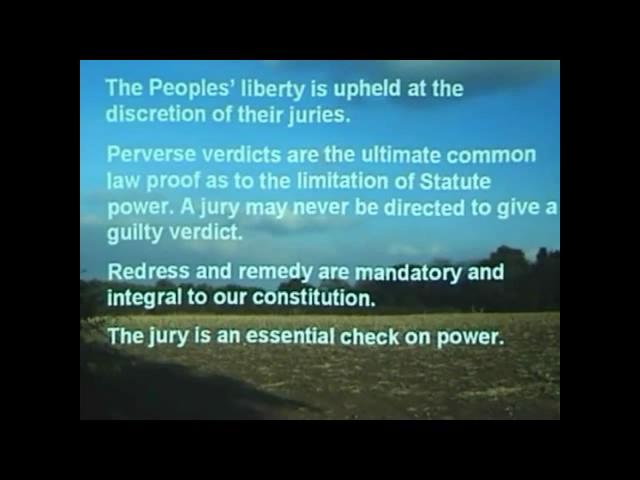 The Peoples' liberty is upheld at the
discretion of their juries.
Perverse verdicts are the ultimate common
law proof as to the limitation of Statute
power. A jury may never be directed to give a
guilty verdict.
Redress and remedy are mandatory and
integral to our constitution.
The jury is an essential check on power.